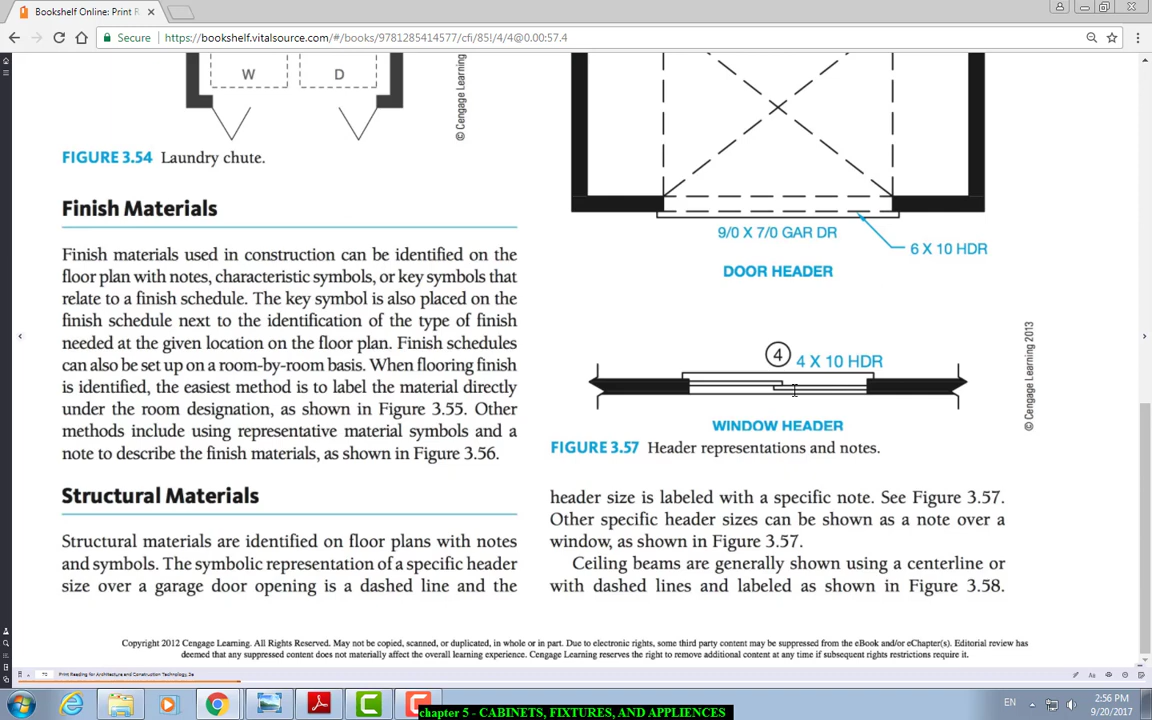 Bookshelf Online: Print R
Secure
https://bookshelf.vitalsource.com/#/books/9781285414577/cfi/85!/4/4@0.00:57.4
W
D
© Cengage Learning
FIGURE 3.54 Laundry chute.
Finish Materials
Finish materials used in construction can be identified on the
floor plan with notes, characteristic symbols, or key symbols that
relate to a finish schedule. The key symbol is also placed on the
finish schedule next to the identification of the type of finish
needed at the given location on the floor plan. Finish schedules
can also be set up on a room-by-room basis. When flooring finish
is identified, the easiest method is to label the material directly
under the room designation, as shown in Figure 3.55. Other
methods include using representative material symbols and a
note to describe the finish materials, as shown in Figure 3.56.
Structural Materials
Structural materials are identified on floor plans with notes
and symbols. The symbolic representation of a specific header
size over a garage door opening is a dashed line and the
9/0 X 7/0 GAR DR
6 X 10 HDR
DOOR HEADER
4
4 X 10 HDR
WINDOW HEADER
© Cengage Learning 2013
FIGURE 3.57 Header representations and notes.
header size is labeled with a specific note. See Figure 3.57.
Other specific header sizes can be shown as a note over a
window, as shown in Figure 3.57.
Ceiling beams are generally shown using a centerline or
with dashed lines and labeled as shown in Figure 3.58.
Copyright 2012 Cengage Learning. All Rights Reserved. May not be copied, scanned, or duplicated, in whole or in part. Due to electronic rights, some third party content may be suppressed from the eBook and/or eChapter(s). Editorial review has
deemed that any suppressed content does not materially affect the overall learning experience. Cengage Learning reserves the right to remove additional content at any time if subsequent rights restrictions require it.
Print Reading for Architecture and Construction Technology, 3e
chapter 5 - CABINETS, FIXTURES, AND APPLIENCES
EN
2:56 PM
9/20/2017